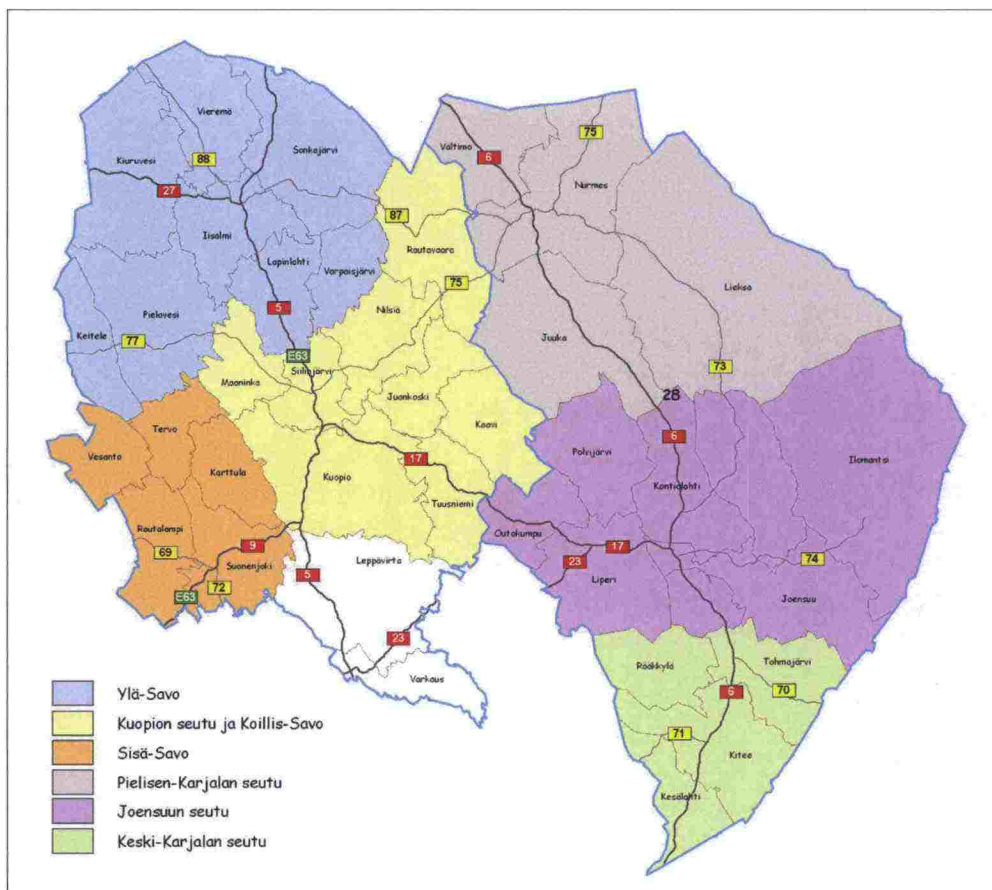 Vieremä
88
Sonkajärvi
Kiuruvesi
27
Iisalmi
Lapinlahti
Varpaisjärvi
5
Pielavesi
Keitele
77
E63
Valtimo
6
75
Nurmes
87
Rautavaara
75
Nilsiä
Lieksa
Juuka
73
28
Siilinjärvi
Maaninka
Juankoski
Kaavi
6
Tervo
Vesanto
Karttula
Kuopio
17
Tuusniemi
Polvijärvi
Kontiolahti
Ilomantsi
Rautalampi
69
9
Suonenjoki
72
E63
5
Leppävirta
23
Varkaus
Outokumpu
17
23
Liperi
74
Joensuu
Rääkkylä
Tohmajärvi
70
6
71
Kitee
Kesälahti
Ylä-Savo
Kuopion seutu ja Koillis-Savo
Sisä-Savo
Pielisen-Karjalan seutu
Joensuun seutu
Keski-Karjalan seutu